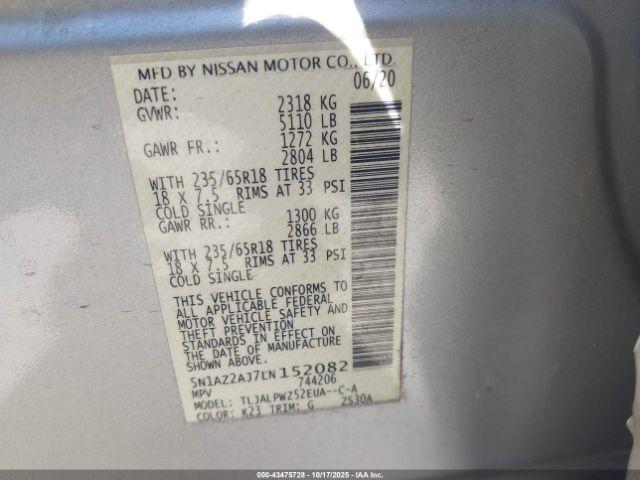 MFD BY NISSAN MOTOR CO., LTD.
DATE: 06/20
GVWR: 2318 KG
5110 LB
GAWR FR.: 1272 KG
2804 LB
WITH 235/65R18 TIRES
18 X 7.5 RIMS AT 33 PSI
COLD SINGLE
GAWR RR.: 1300 KG
2866 LB
WITH 235/65R18 TIRES
18 X 7.5 RIMS AT 33 PSI
COLD SINGLE
THIS VEHICLE CONFORMS TO
ALL APPLICABLE FEDERAL
MOTOR VEHICLE SAFETY AND
THEFT PREVENTION
STANDARDS IN EFFECT ON
THE DATE OF MANUFACTURE
SHOWN ABOVE.
5N1AZ2AJ7LN152082
MPV 744206
MODEL: TLJALPWZ52EUA--C-A
COLOR: K23 TRIM: G ZS30A
000-43475728 - 10/17/2025 - IAAI.COM